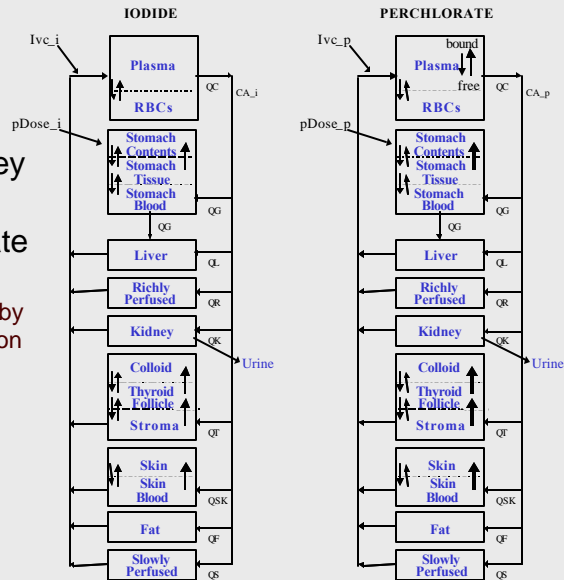 ey
te
by
on
IODIDE
Ivc_i
Plasma
RBCs
QC
CA_i
pDose_i
Stomach
Contents
Stomach
Tissue
Stomach
Blood
QG
QG
Liver
QL
Richly
Perfused
QR
Kidney
QK
Urine
Colloid
Thyroid
Follicle
Stroma
QT
Skin
Skin
Blood
QSK
Fat
QF
Slowly
Perfused
QS
PERCHLORATE
Ivc_p
bound
Plasma
free
RBCs
QC
CA_p
pDose_p
Stomach
Contents
Stomach
Tissue
Stomach
Blood
QG
QG
Liver
QL
Richly
Perfused
QR
Kidney
QK
Urine
Colloid
Thyroid
Follicle
Stroma
QT
Skin
Skin
Blood
QSK
Fat
QF
Slowly
Perfused
QS